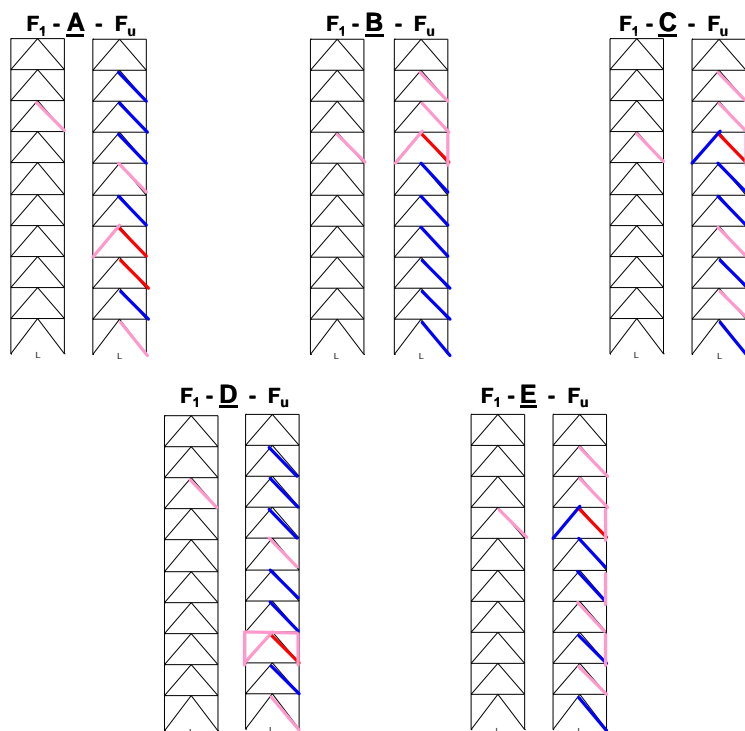 F₁ - A - Fᵤ
F₁ - B - Fᵤ
F₁ - C - Fᵤ
L L
L L
L L
F₁ - D - Fᵤ
F₁ - E - Fᵤ